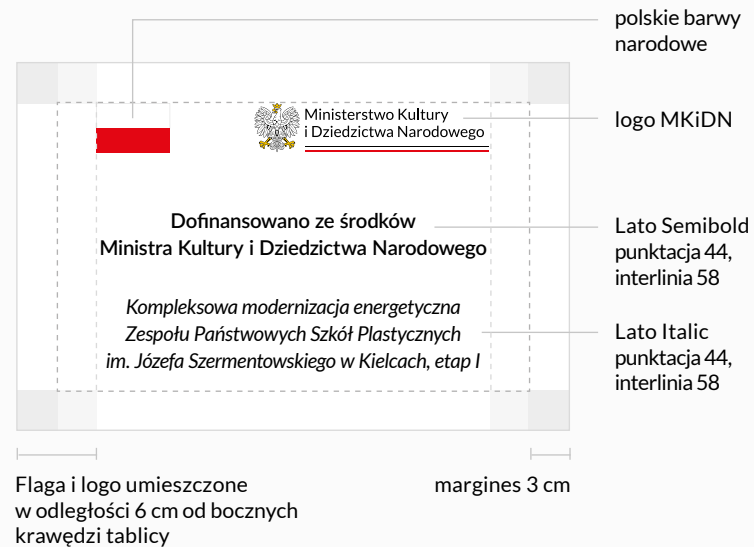 polskie barwy
narodowe
Ministerstwo Kultury
i Dziedzictwa Narodowego
logo MKiDN
Dofinansowano ze środków
Ministra Kultury i Dziedzictwa Narodowego
Lato Semibold
punktacja 44,
interlinia 58
Kompleksowa modernizacja energetyczna
Zespołu Państwowych Szkół Plastycznych
im. Józefa Szermentowskiego w Kielcach, etap I
Lato Italic
punktacja 44,
interlinia 58
Flaga i logo umieszczone
w odległości 6 cm od bocznych
krawędzi tablicy
margines 3 cm